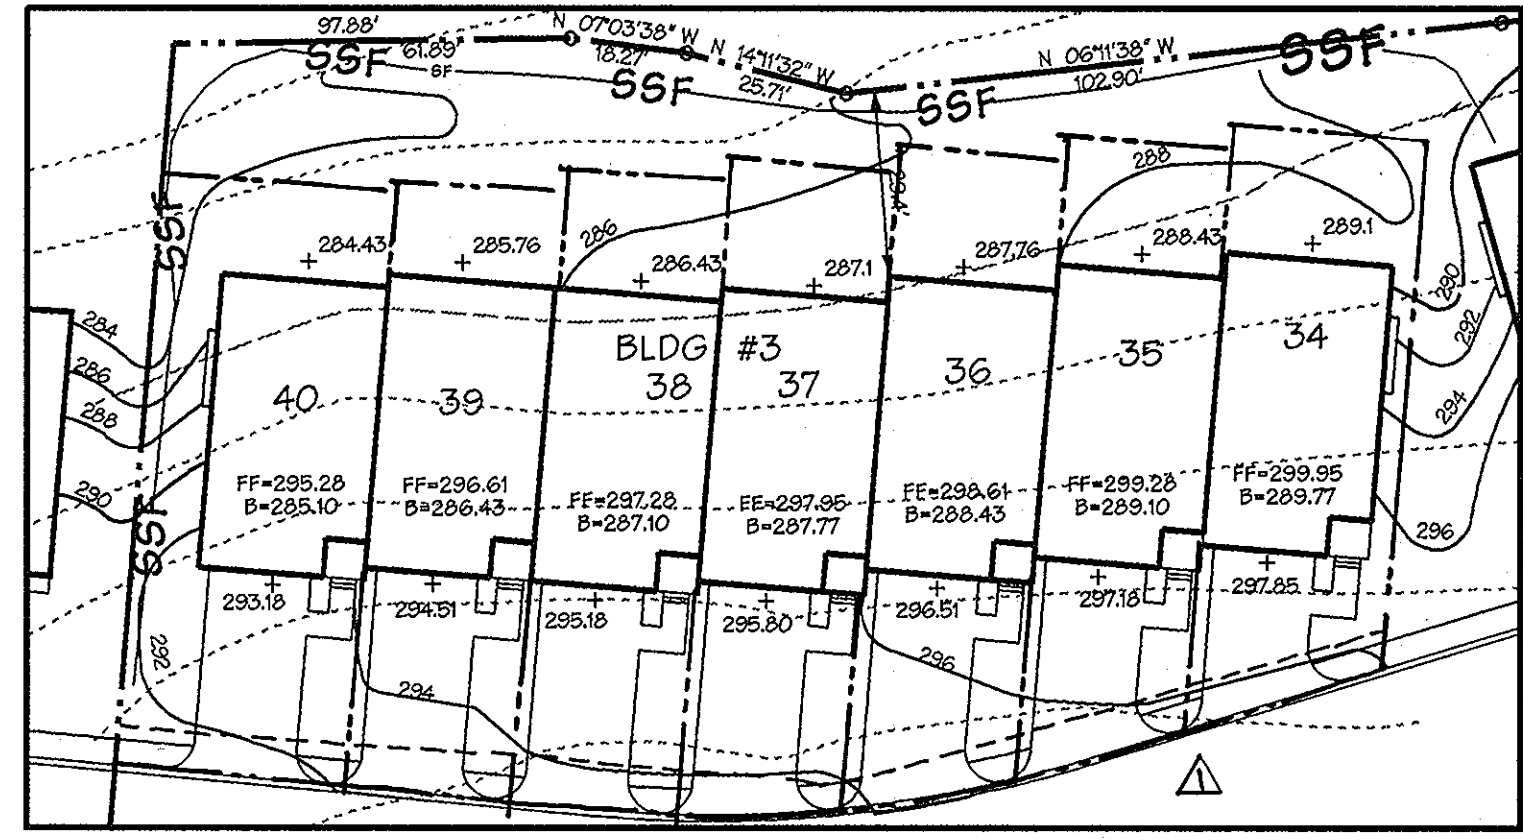 97.88'
N 07°03'38" W
61.89'
18.27'
N 14°11'32" W
25.71'
N 06°11'38" W
102.90'
SSF
SF
SSF
SSF
SSF
SSF
SSF
288
286
284.43
285.76
286.43
287.1
287.76
288.43
289.1
284
286
288
290
290
292
294
296
BLDG #3
40
39
38
37
36
35
34
FF=295.28
B=285.10
FF=296.61
B=286.43
FF=297.28
B=287.10
FF=297.95
B=287.77
FF=298.61
B=288.43
FF=299.28
B=289.10
FF=299.95
B=289.77
293.18
294.51
295.18
295.80
296.51
297.18
297.85
292
294
296
1